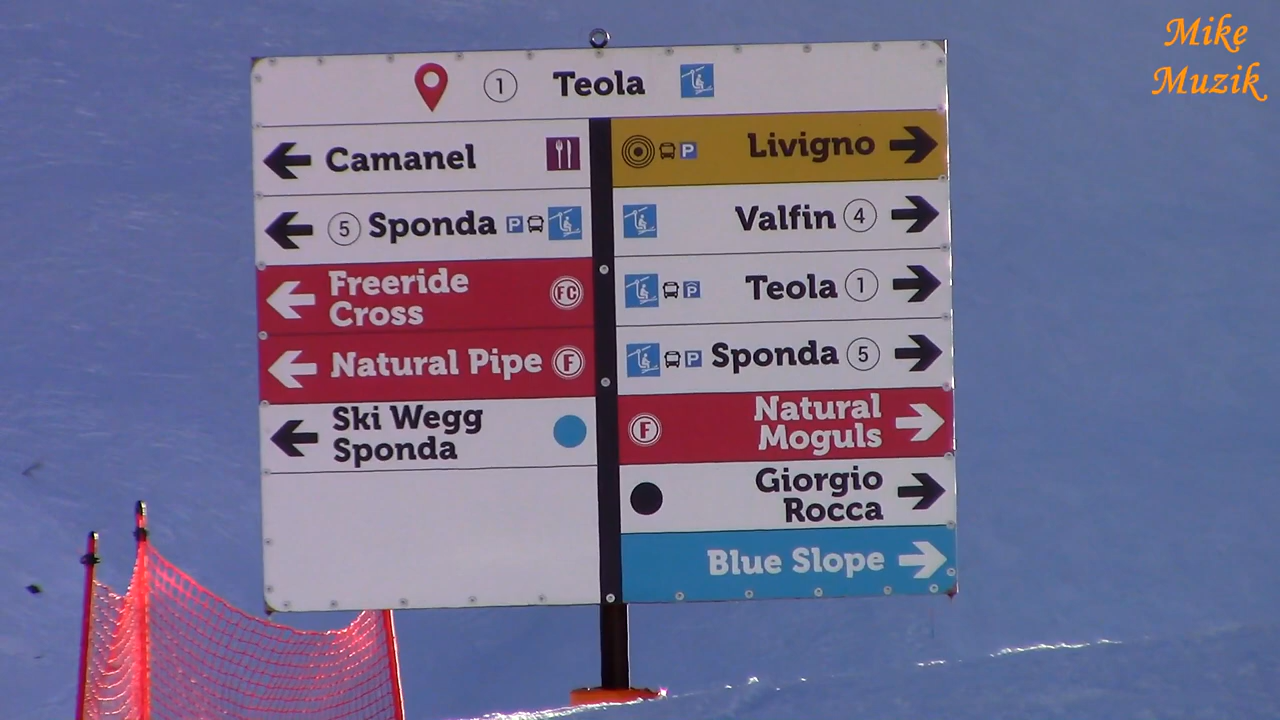 Mike
Muzik
1 Teola
Camanel
5 Sponda P
Freeride
Cross FC
Natural Pipe F
Ski Wegg
Sponda
P Livigno
Valfin 4
P Teola 1
P Sponda 5
F Natural
Moguls
Giorgio
Rocca
Blue Slope